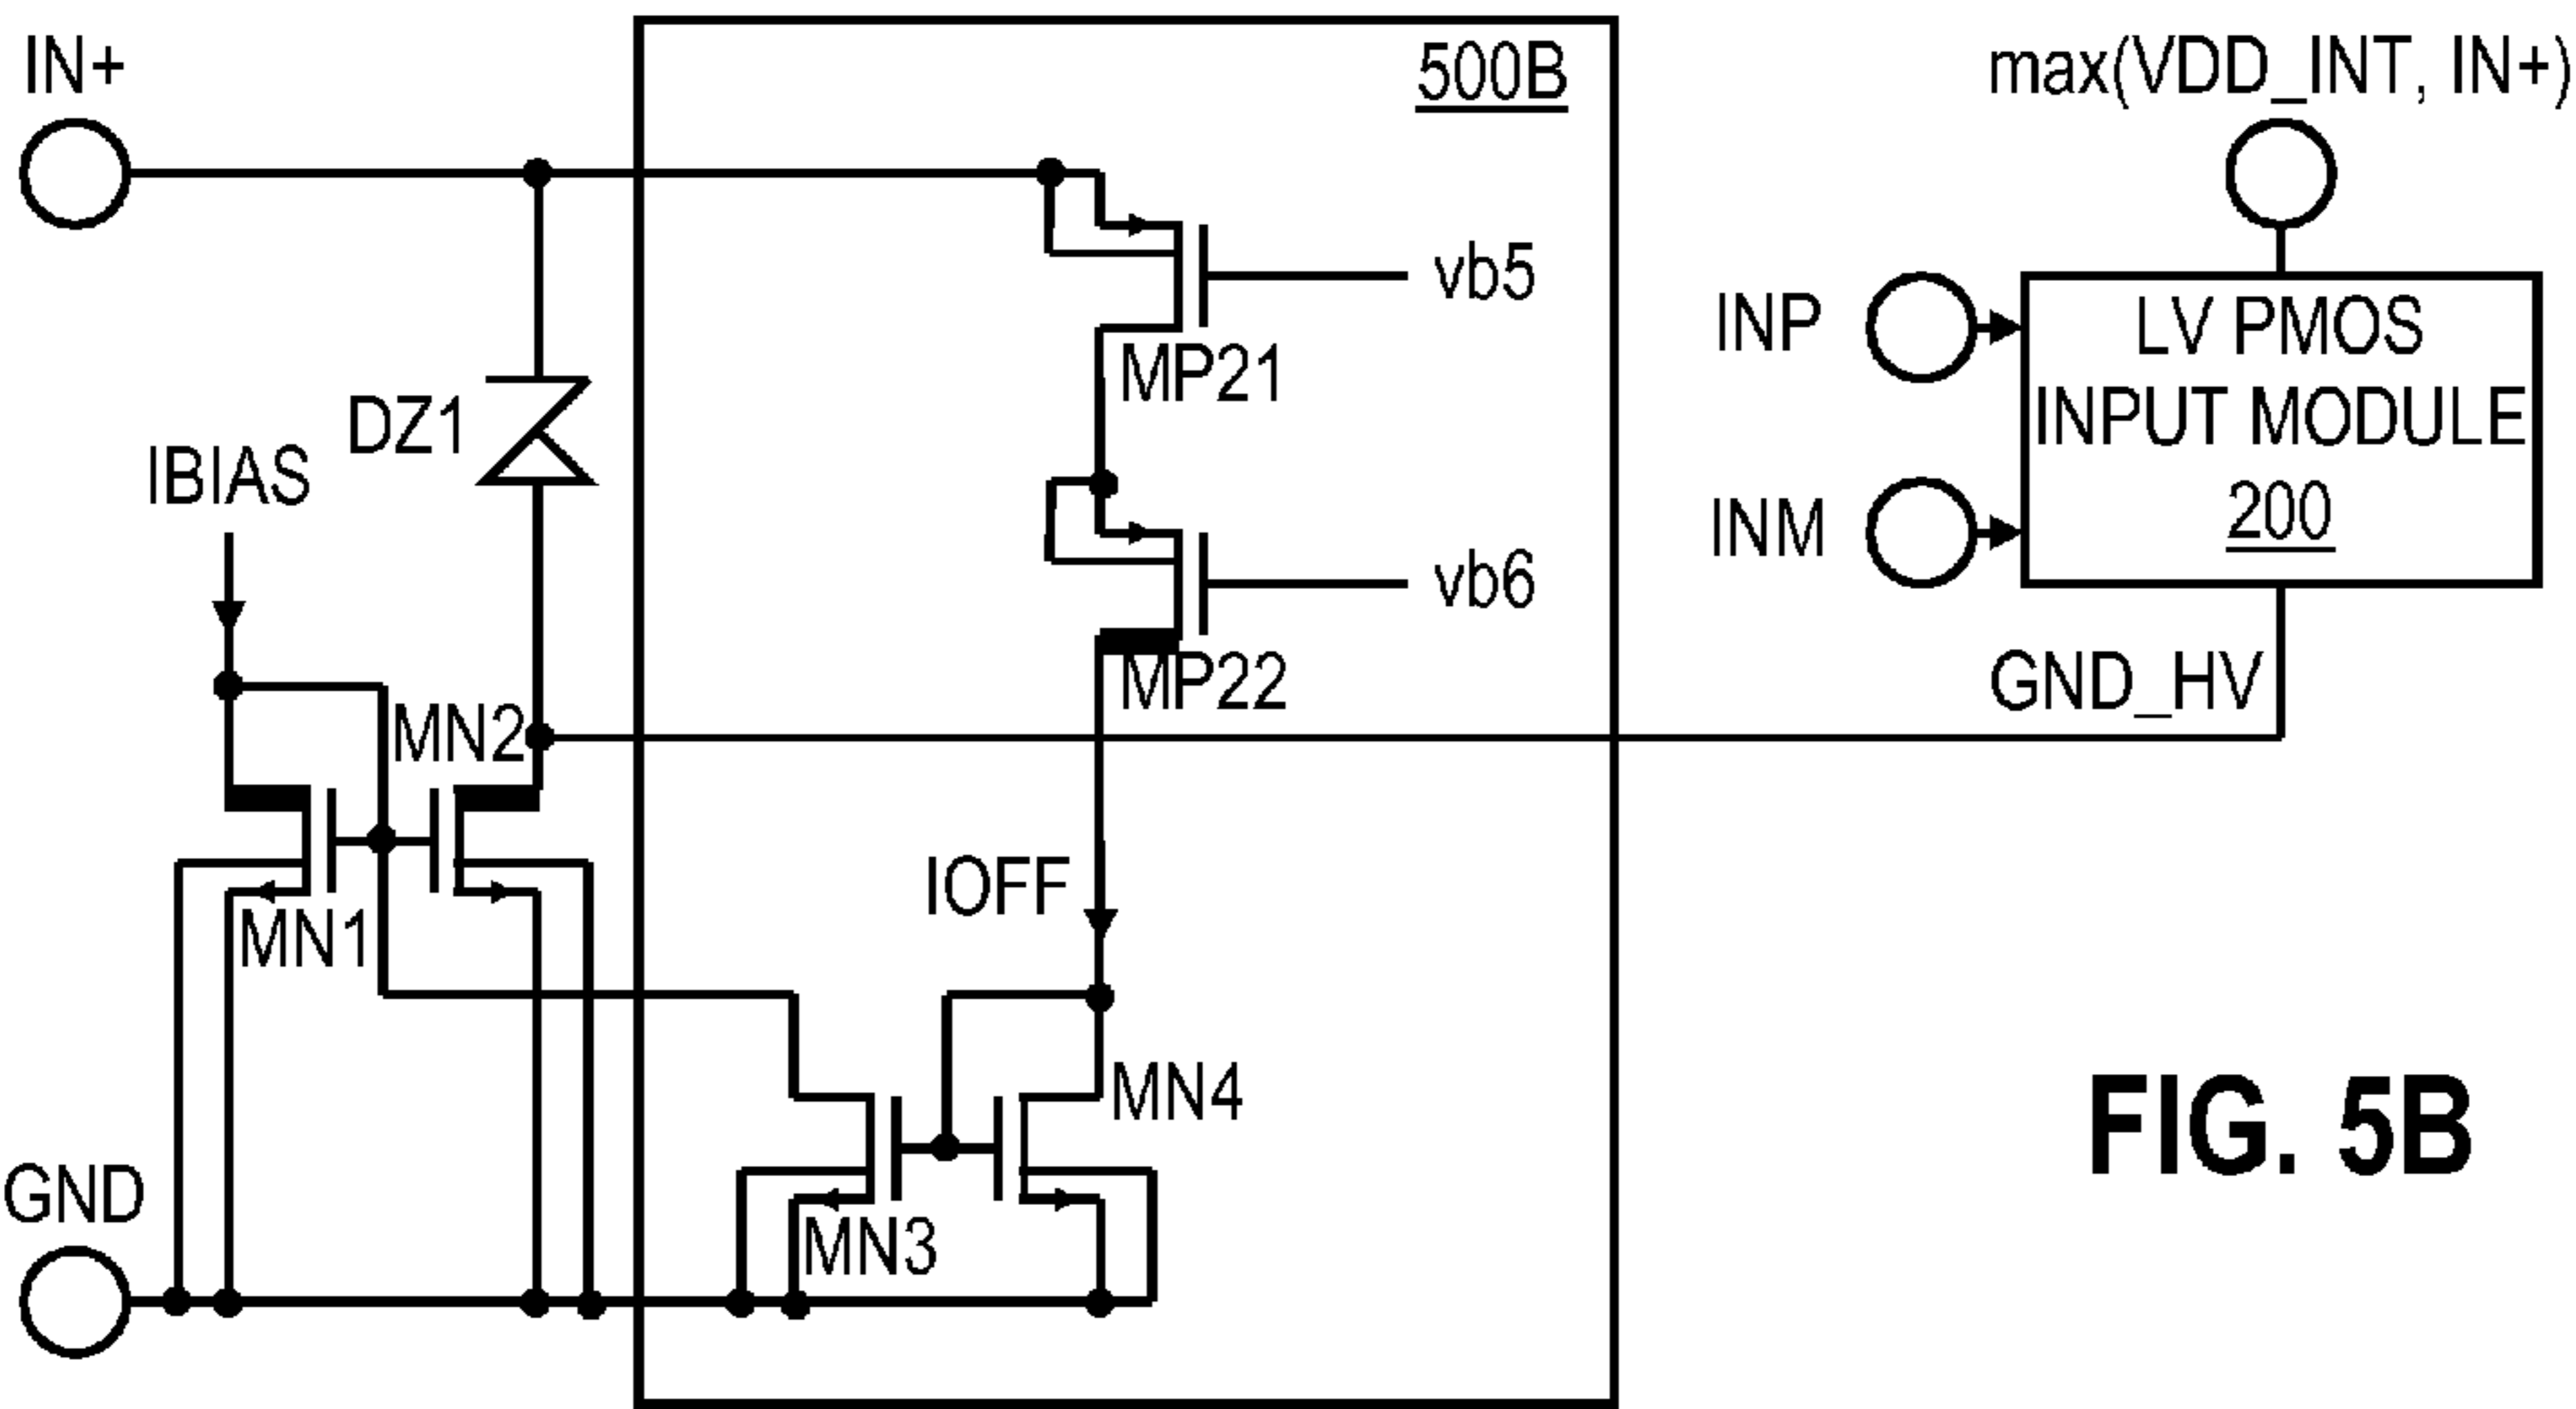 IN+
500B
max(VDD_INT, IN+)
vb5
INP
LV PMOS
INPUT MODULE
200
MP21
DZ1
IBIAS
INM
vb6
MP22
GND_HV
MN2
IOFF
MN1
MN4
GND
MN3
FIG. 5B